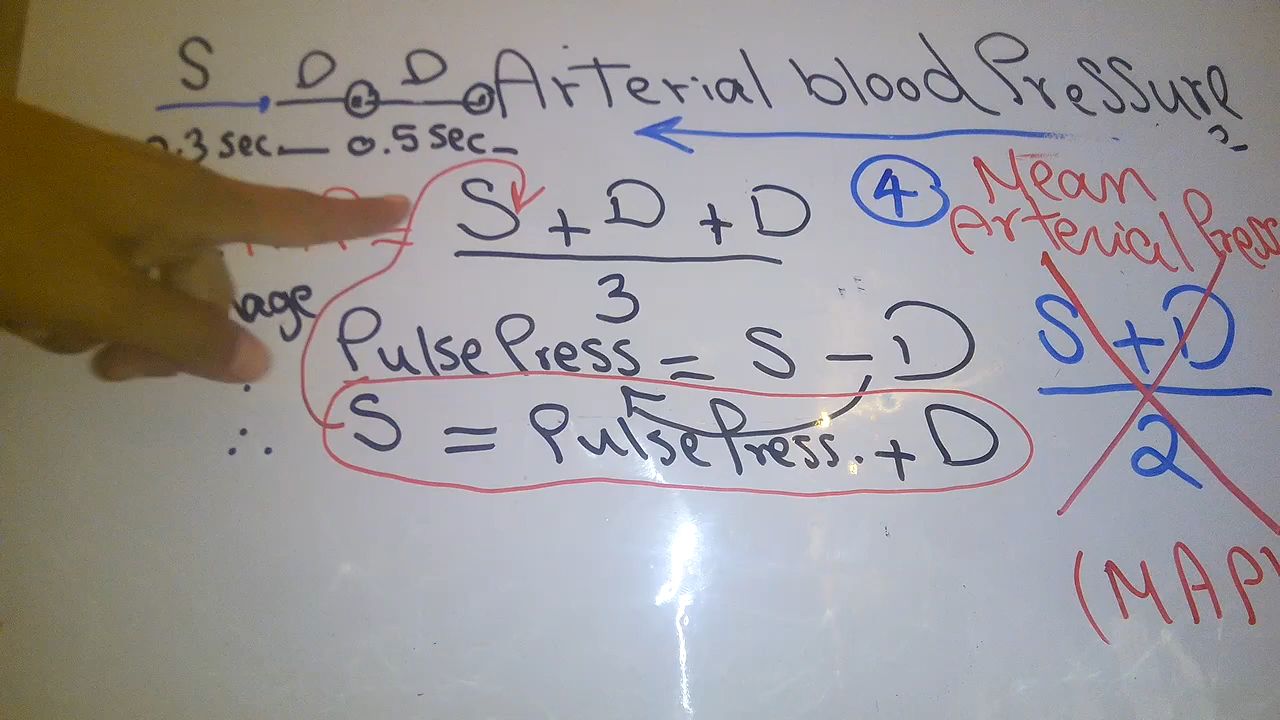 S D D Arterial blood Pressure
.3 sec 0.5 sec
④ Mean
Arterial Press
= S + D + D
3
age
Pulse Press = S - D
∴ S = Pulse Press. + D
S + D
2
(MAP)